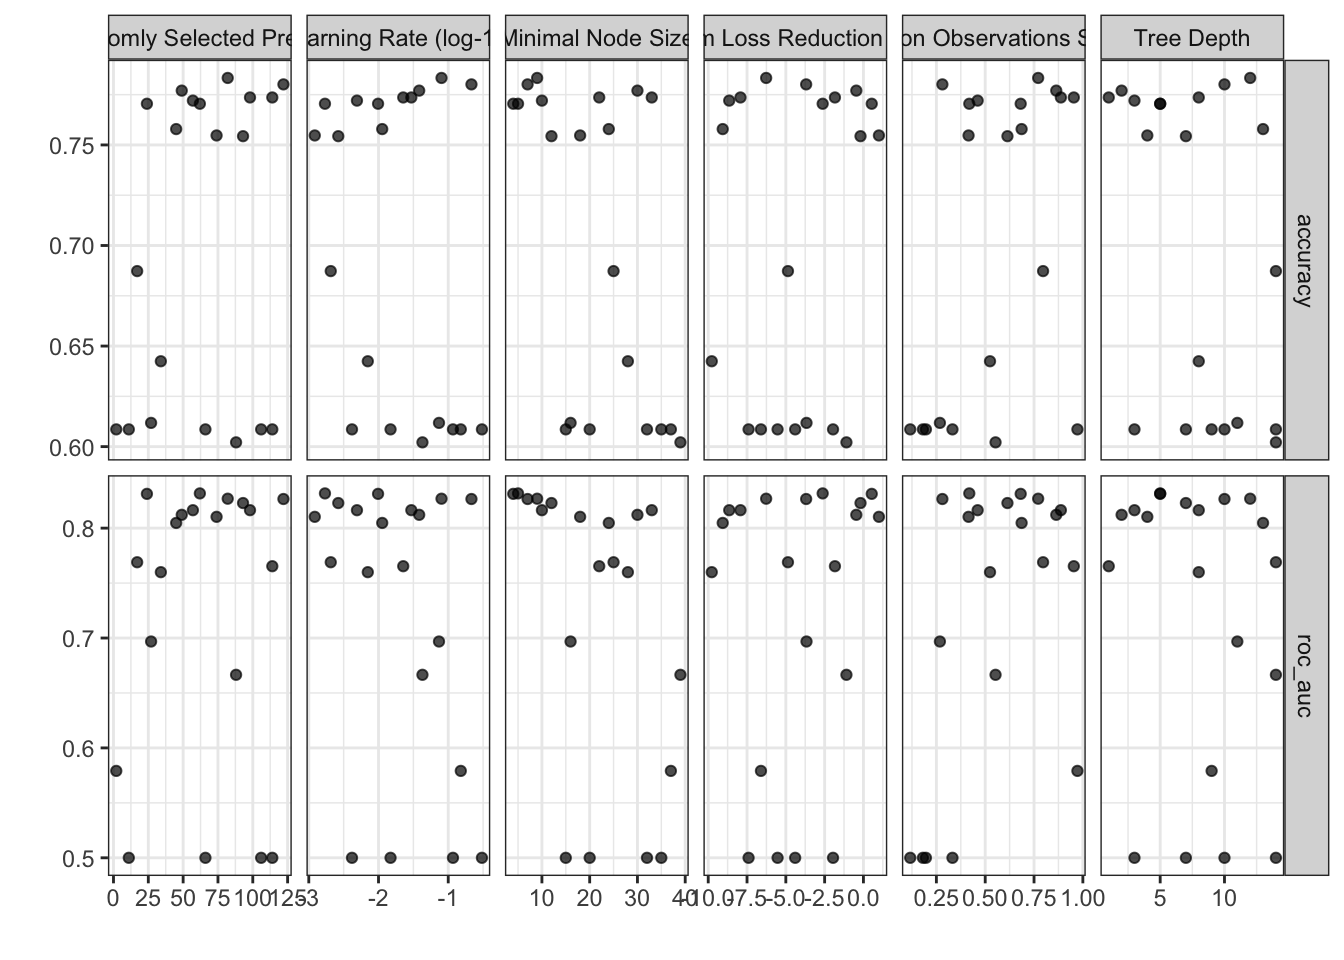 omly Selected Pre
arning Rate (log-1
Minimal Node Size
m Loss Reduction
on Observations S
Tree Depth
0.75
0.70
0.65
0.60
accuracy
0.8
0.7
0.6
0.5
roc_auc
0 25 50 75 100 125
-3 -2 -1
10 20 30 40
-10.0 -7.5 -5.0 -2.5 0.0
0.25 0.50 0.75 1.00
5 10